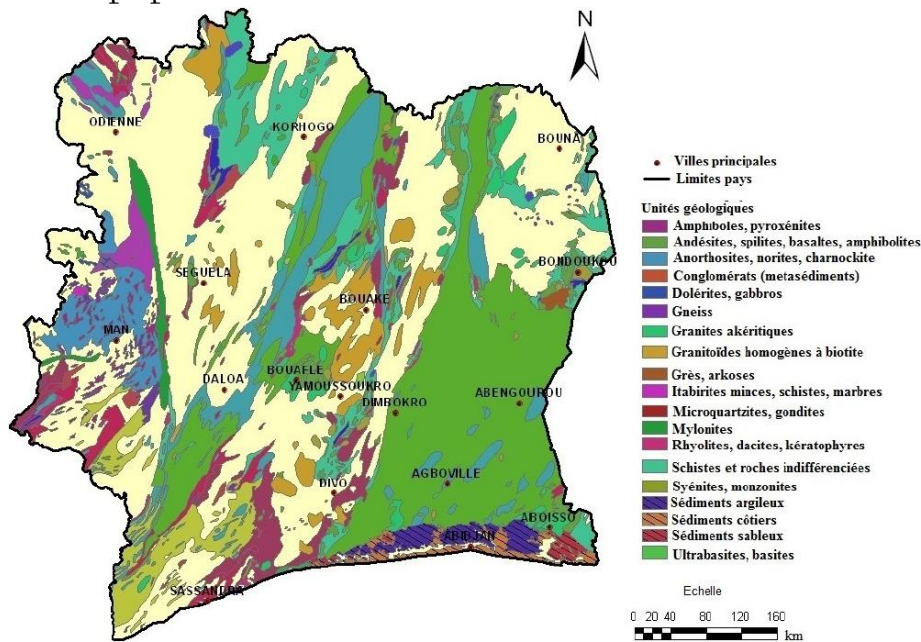 N
ODIENNE
KORHOGO
BOUNA
SEGUELA
BONDOUKOU
BOUAKE
MAN
BOUAFLE
DALOA
YAMOUSSOUKRO
DIMBOKRO
ABENGOUROU
AGBOVILLE
DIVO
ABOISSO
ABIDJAN
SASSANDRA
Villes principales
Limites pays
Unités géologiques
Amphiboles, pyroxénites
Andésites, spilites, basaltes, amphibolites
Anorthosites, norites, charnockite
Conglomérats (metasédiments)
Dolérites, gabbros
Gneiss
Granites akéritiques
Granitoïdes homogènes à biotite
Grès, arkoses
Itabirites minces, schistes, marbres
Microquartzites, gondites
Mylonites
Rhyolites, dacites, kératophyres
Schistes et roches indifférenciées
Syénites, monzonites
Sédiments argileux
Sédiments côtiers
Sédiments sableux
Ultrabasites, basites
Echelle
0 20 40 80 120 160
km